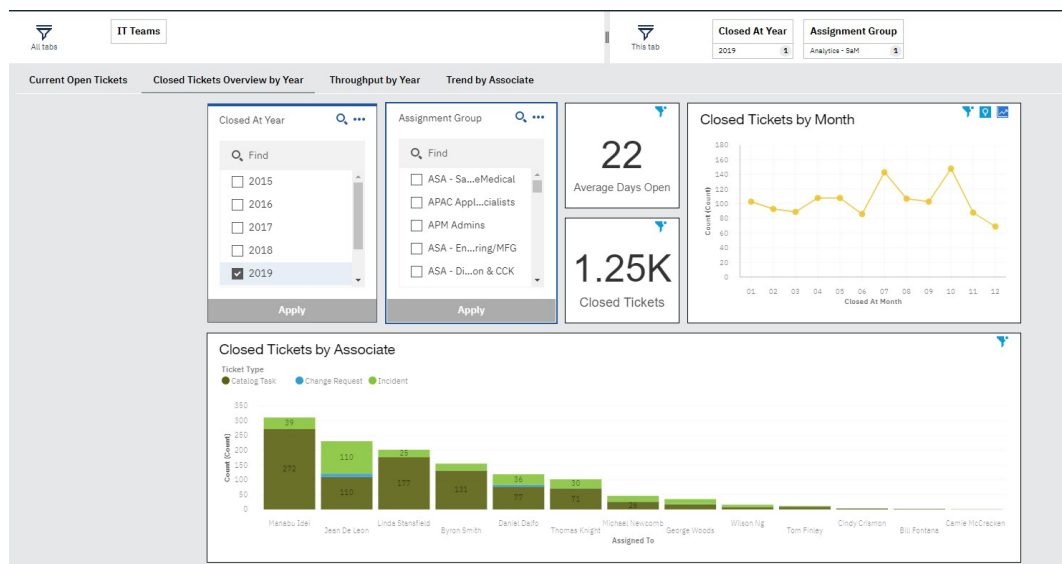 All tabs
IT Teams
This tab
Closed At Year
2019 1
Assignment Group
Analytics - SaM 1
Current Open Tickets Closed Tickets Overview by Year Throughput by Year Trend by Associate
Closed At Year
Find
2015
2016
2017
2018
2019
Apply
Assignment Group
Find
ASA - Sa...eMedical
APAC Appl...cialists
APM Admins
ASA - En...ring/MFG
ASA - Di...on & CCK
Apply
22
Average Days Open
1.25K
Closed Tickets
Closed Tickets by Month
Count (Count)
180
160
140
120
100
80
60
40
20
0
01 02 03 04 05 06 07 08 09 10 11 12
Closed At Month
Closed Tickets by Associate
Ticket Type
Catalog Task Change Request Incident
Count (Count)
350
300
250
200
150
100
50
0
39
272
110
110
25
177
131
36
77
30
71
26
Manabu Idei Jean De Leon Linda Stansfield Byron Smith Daniel Daifo Thomas Knight Michael Newcomb George Woods Wilson Ng Tom Finley Cindy Crismon Bill Fontana Camie McCracken
Assigned To